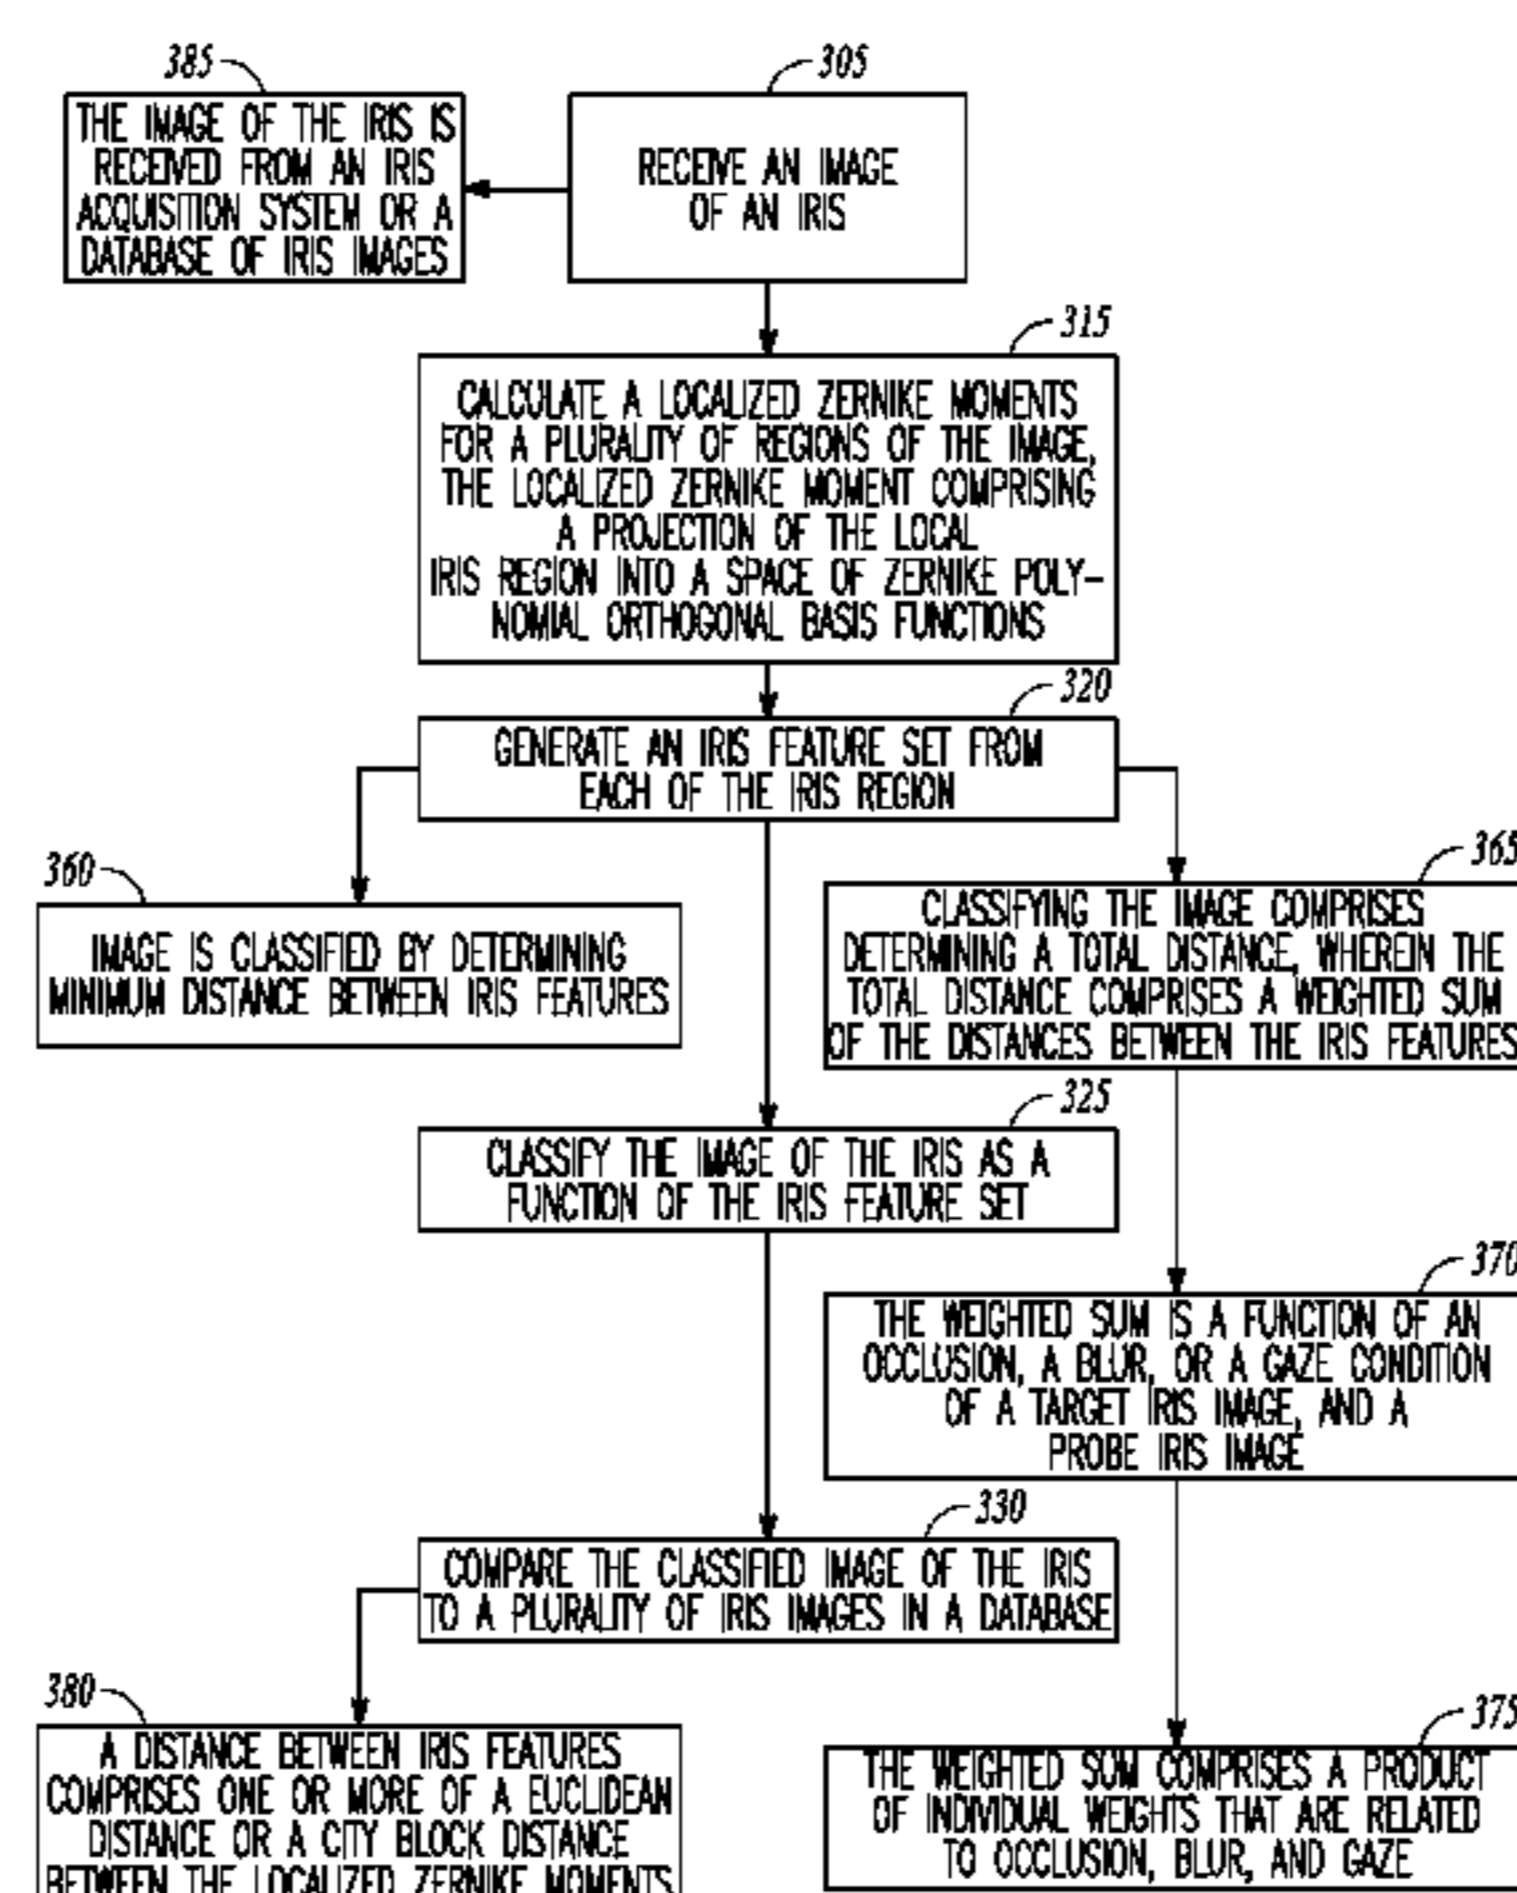 385
THE IMAGE OF THE IRIS IS
RECEIVED FROM AN IRIS
ACQUISITION SYSTEM OR A
DATABASE OF IRIS IMAGES
305
RECEIVE AN IMAGE
OF AN IRIS
315
CALCULATE A LOCALIZED ZERNIKE MOMENTS
FOR A PLURALITY OF REGIONS OF THE IMAGE,
THE LOCALIZED ZERNIKE MOMENT COMPRISING
A PROJECTION OF THE LOCAL
IRIS REGION INTO A SPACE OF ZERNIKE POLY-
NOMIAL ORTHOGONAL BASIS FUNCTIONS
320
GENERATE AN IRIS FEATURE SET FROM
EACH OF THE IRIS REGION
360
IMAGE IS CLASSIFIED BY DETERMINING
MINIMUM DISTANCE BETWEEN IRIS FEATURES
365
CLASSIFYING THE IMAGE COMPRISES
DETERMINING A TOTAL DISTANCE, WHEREIN THE
TOTAL DISTANCE COMPRISES A WEIGHTED SUM
OF THE DISTANCES BETWEEN THE IRIS FEATURES
325
CLASSIFY THE IMAGE OF THE IRIS AS A
FUNCTION OF THE IRIS FEATURE SET
370
THE WEIGHTED SUM IS A FUNCTION OF AN
OCCLUSION, A BLUR, OR A GAZE CONDITION
OF A TARGET IRIS IMAGE, AND A
PROBE IRIS IMAGE
330
COMPARE THE CLASSIFIED IMAGE OF THE IRIS
TO A PLURALITY OF IRIS IMAGES IN A DATABASE
380
A DISTANCE BETWEEN IRIS FEATURES
COMPRISES ONE OR MORE OF A EUCLIDEAN
DISTANCE OR A CITY BLOCK DISTANCE
BETWEEN THE LOCALIZED ZERNIKE MOMENTS
375
THE WEIGHTED SUM COMPRISES A PRODUCT
OF INDIVIDUAL WEIGHTS THAT ARE RELATED
TO OCCLUSION, BLUR, AND GAZE